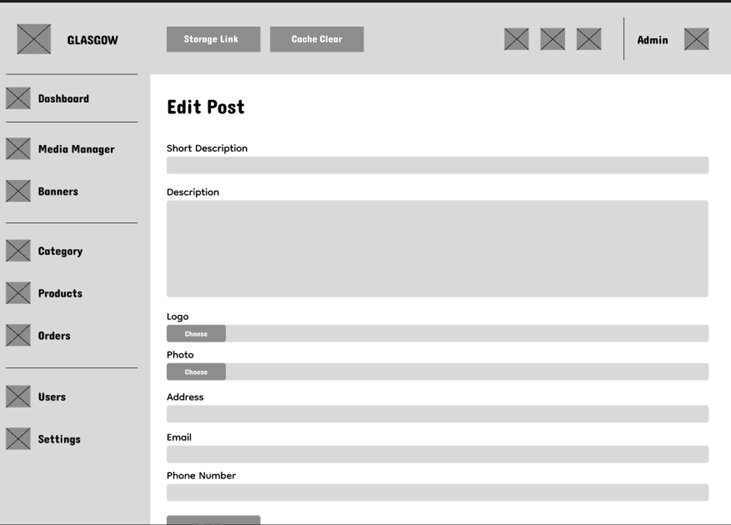 GLASGOW
Storage Link
Cache Clear
Admin
Dashboard
Media Manager
Banners
Category
Products
Orders
Users
Settings
Edit Post
Short Description
Description
Logo
Choose
Photo
Choose
Address
Email
Phone Number